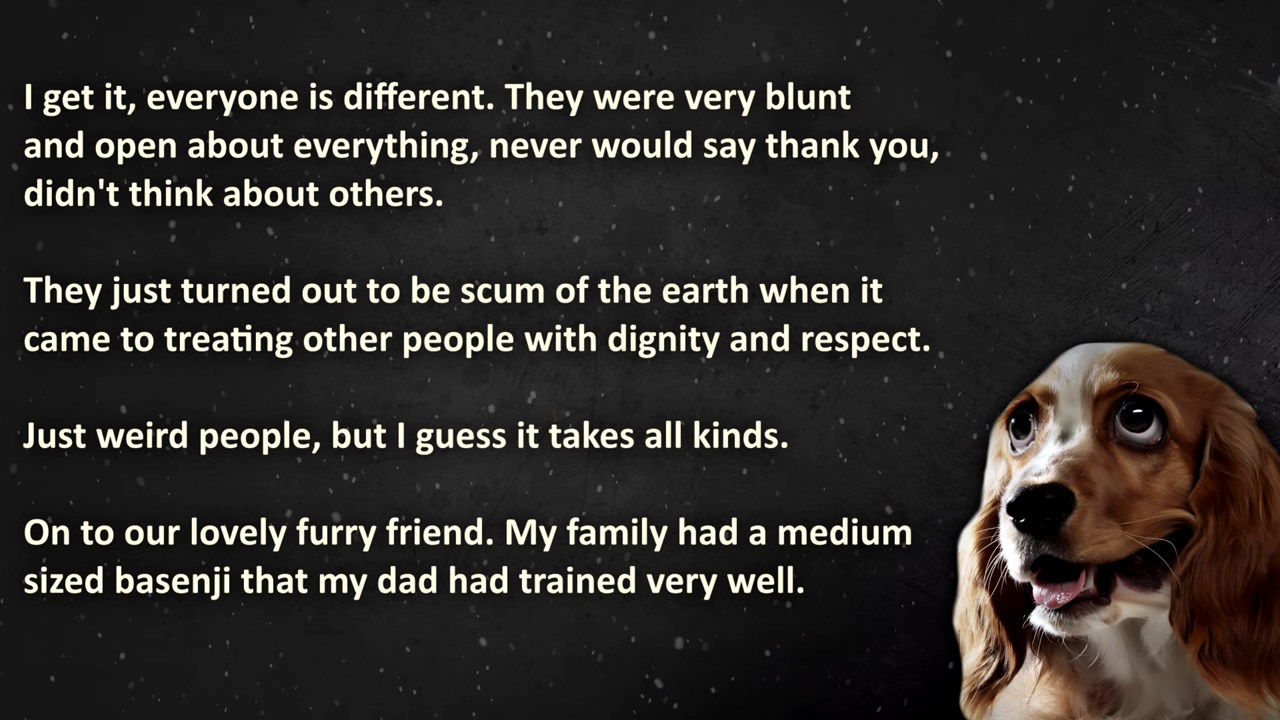 I get it, everyone is different. They were very blunt
and open about everything, never would say thank you,
didn't think about others.
They just turned out to be scum of the earth when it
came to treating other people with dignity and respect.
Just weird people, but I guess it takes all kinds.
On to our lovely furry friend. My family had a medium
sized basenji that my dad had trained very well.